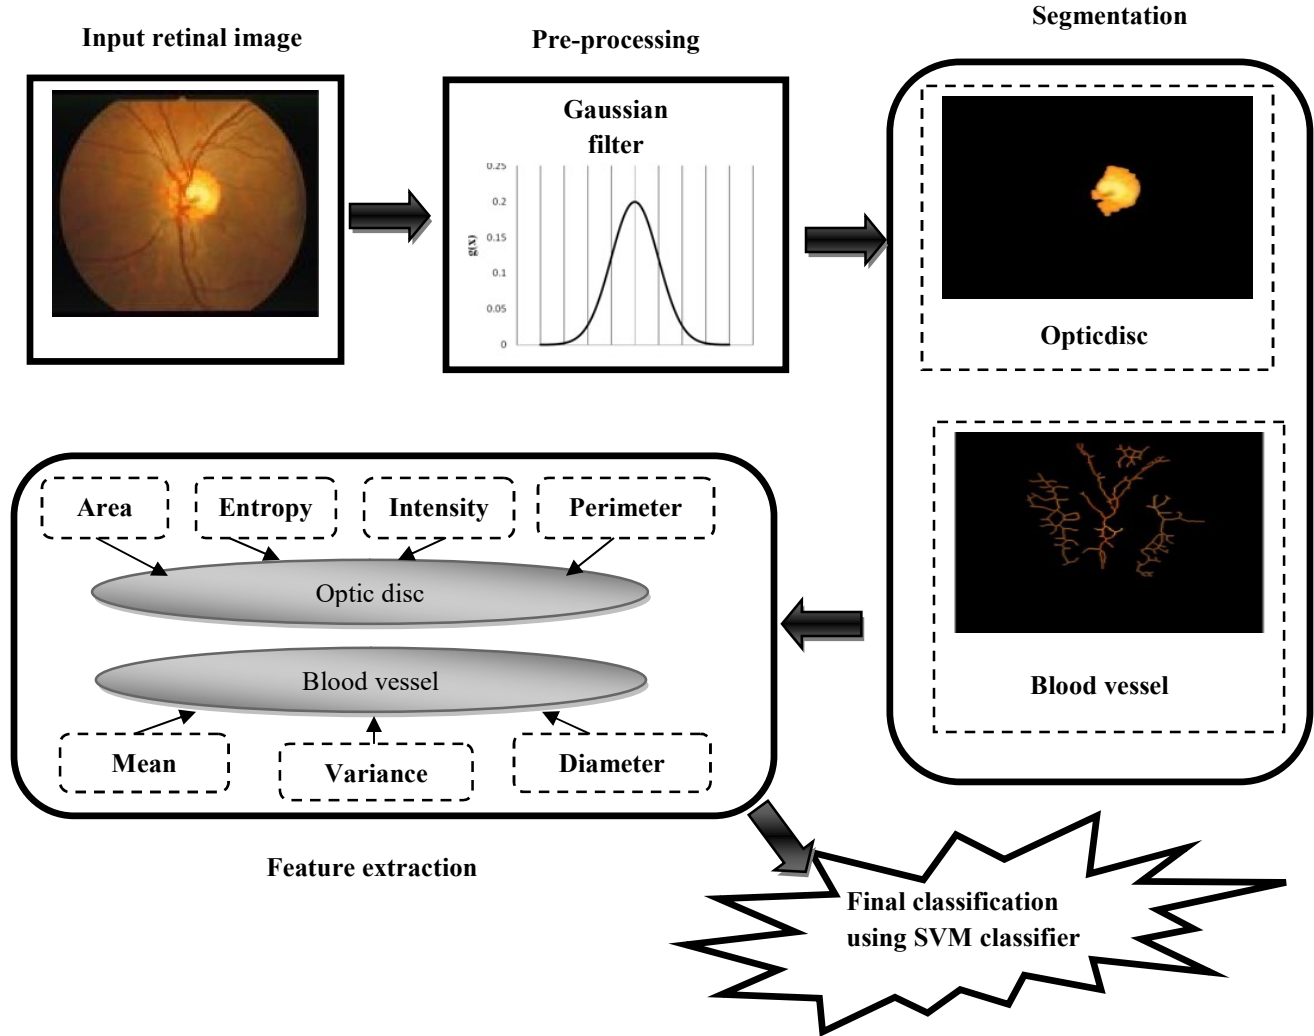 Input retinal image
Pre-processing
Segmentation
Gaussian
filter
0.25
0.2
0.15
0.1
0.05
0
g(x)
Opticdisc
Blood vessel
Area
Entropy
Intensity
Perimeter
Optic disc
Blood vessel
Mean
Variance
Diameter
Feature extraction
Final classification
using SVM classifier